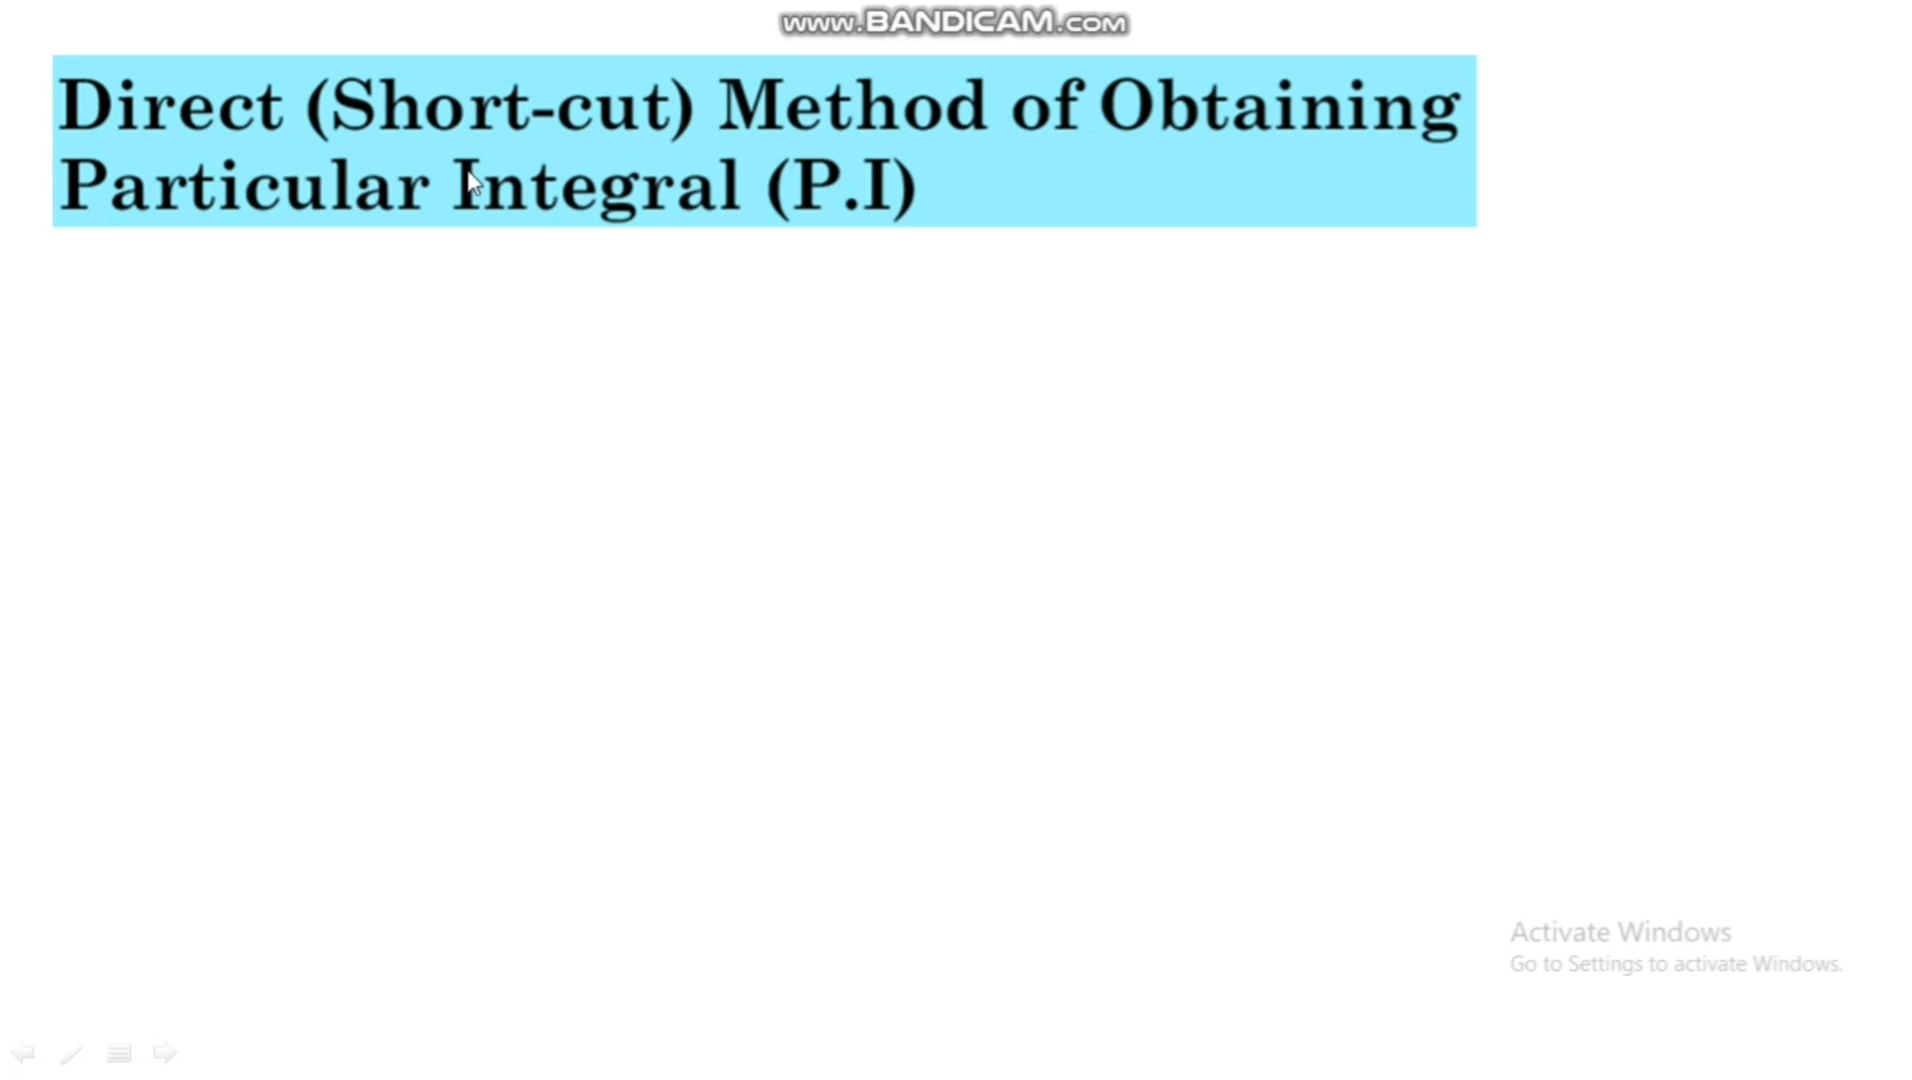 www.BANDICAM.com
Direct (Short-cut) Method of Obtaining
Particular Integral (P.I)
Activate Windows
Go to Settings to activate Windows.